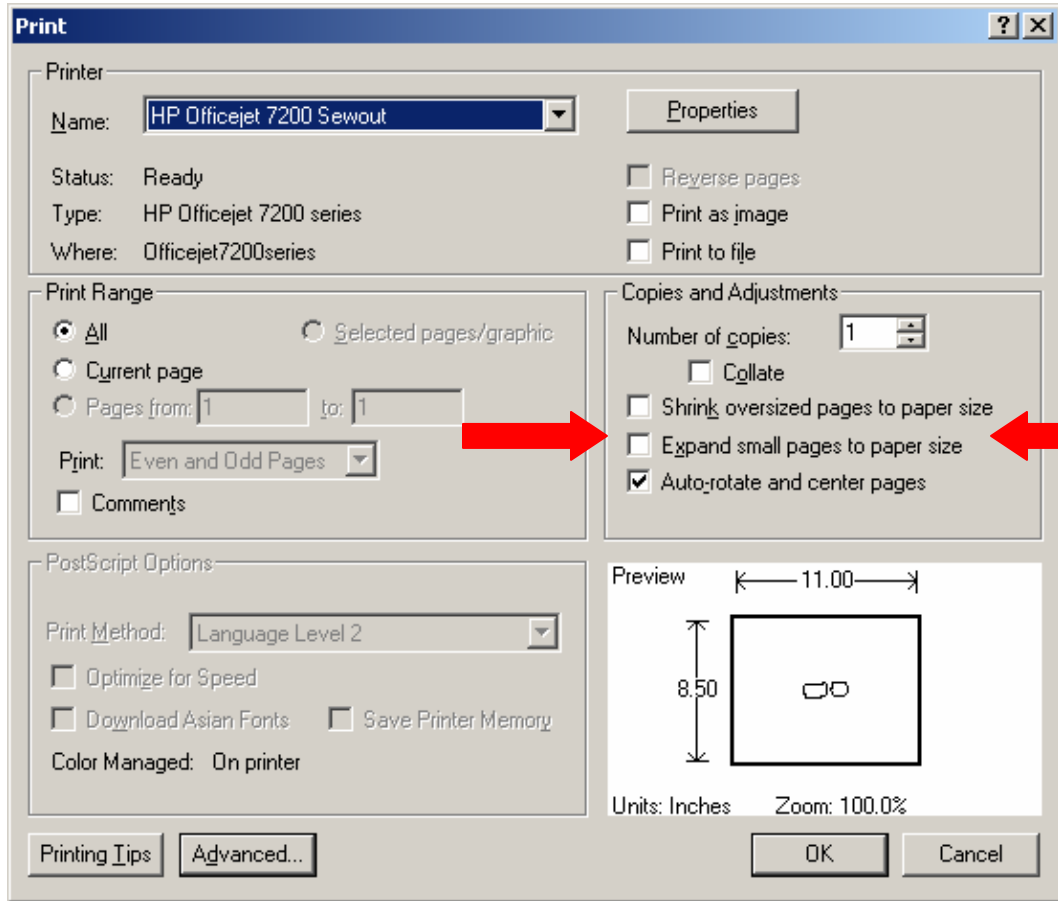 Print
Printer
Name: HP Officejet 7200 Sewout Properties
Status: Ready Reverse pages
Type: HP Officejet 7200 series Print as image
Where: Officejet7200series Print to file
Print Range
All Selected pages/graphic
Current page
Pages from: 1 to: 1
Print: Even and Odd Pages
Comments
Copies and Adjustments
Number of copies: 1
Collate
Shrink oversized pages to paper size
Expand small pages to paper size
Auto-rotate and center pages
PostScript Options
Print Method: Language Level 2
Optimize for Speed
Download Asian Fonts Save Printer Memory
Color Managed: On printer
Preview 11.00
8.50
Units: Inches Zoom: 100.0%
Printing Tips Advanced... OK Cancel